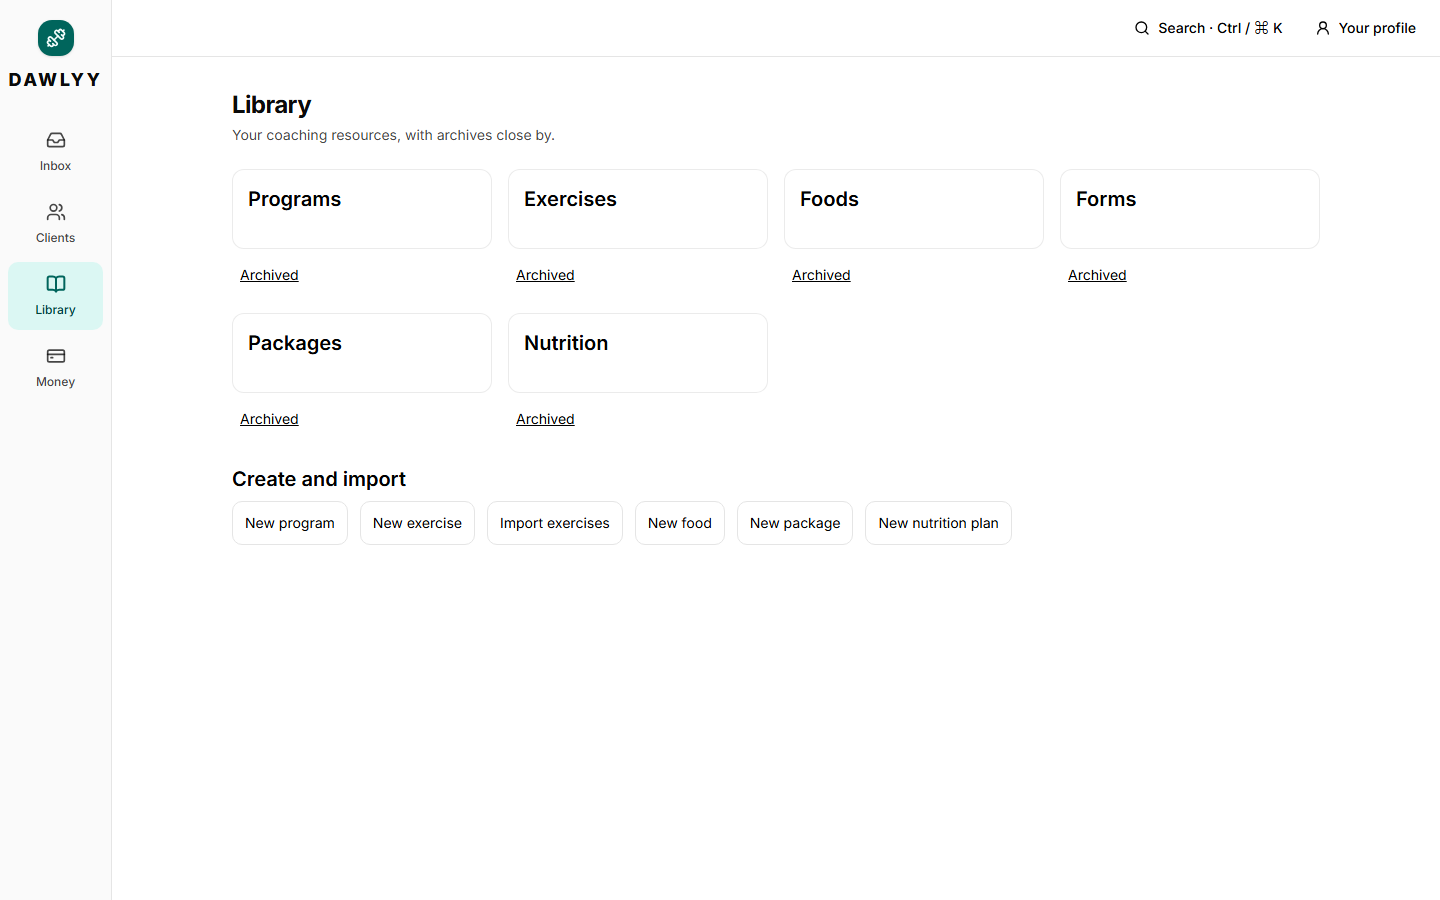 DAWLYY
Inbox
Clients
Library
Money
Search · Ctrl / ⌘ K
Your profile
Library
Your coaching resources, with archives close by.
Programs
Exercises
Foods
Forms
Archived
Archived
Archived
Archived
Packages
Nutrition
Archived
Archived
Create and import
New program
New exercise
Import exercises
New food
New package
New nutrition plan